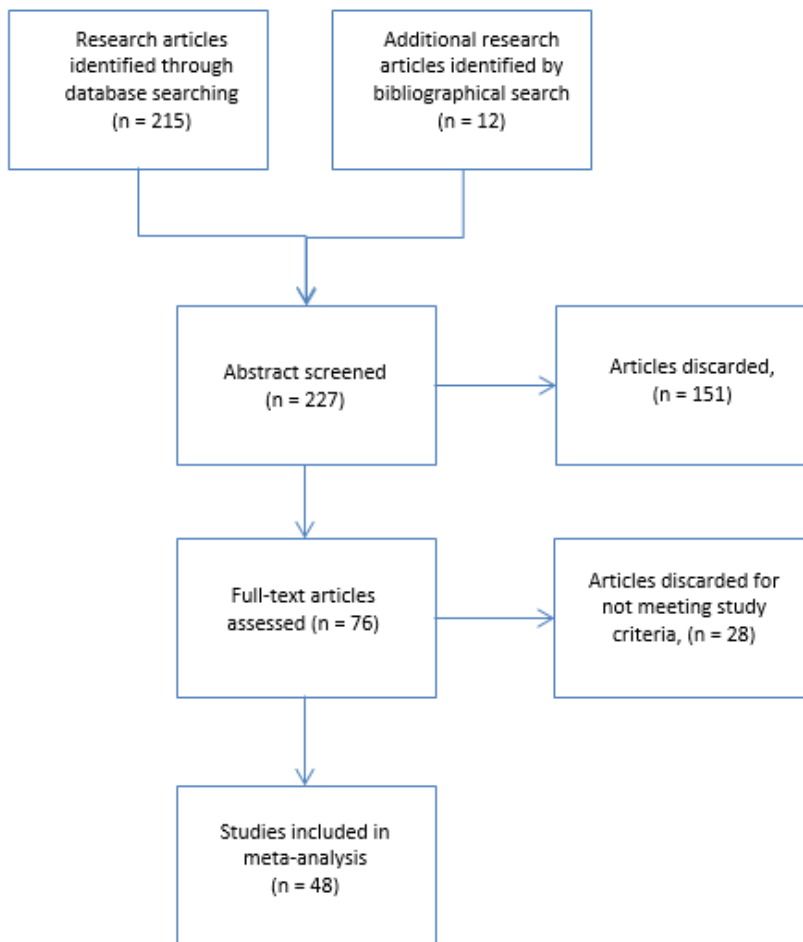 Research articles
identified through
database searching
(n = 215)
Additional research
articles identified by
bibliographical search
(n = 12)
Abstract screened
(n = 227)
Articles discarded,
(n = 151)
Full-text articles
assessed (n = 76)
Articles discarded for
not meeting study
criteria, (n = 28)
Studies included in
meta-analysis
(n = 48)